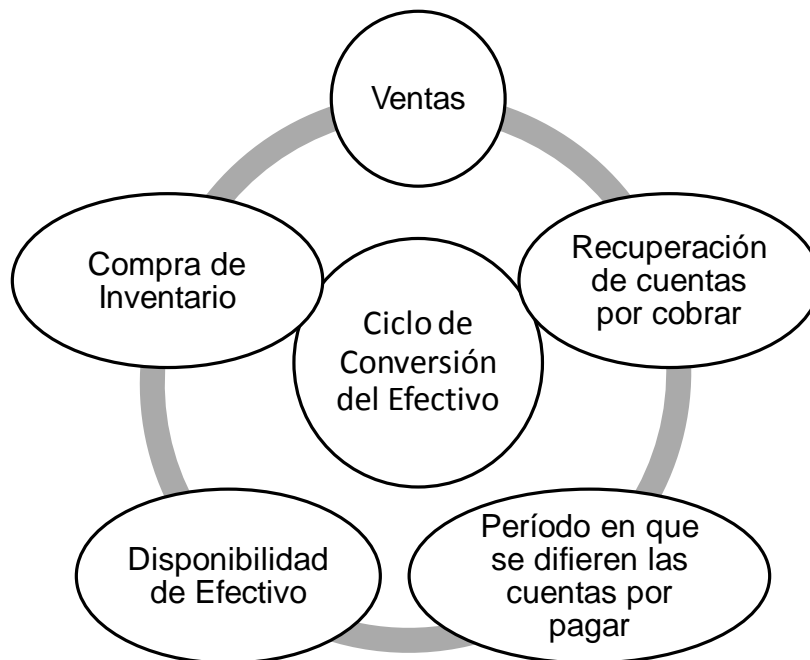 Ventas
Compra de
Inventario
Recuperación
de cuentas
por cobrar
Ciclo de
Conversión
del Efectivo
Disponibilidad
de Efectivo
Período en que
se difieren las
cuentas por
pagar